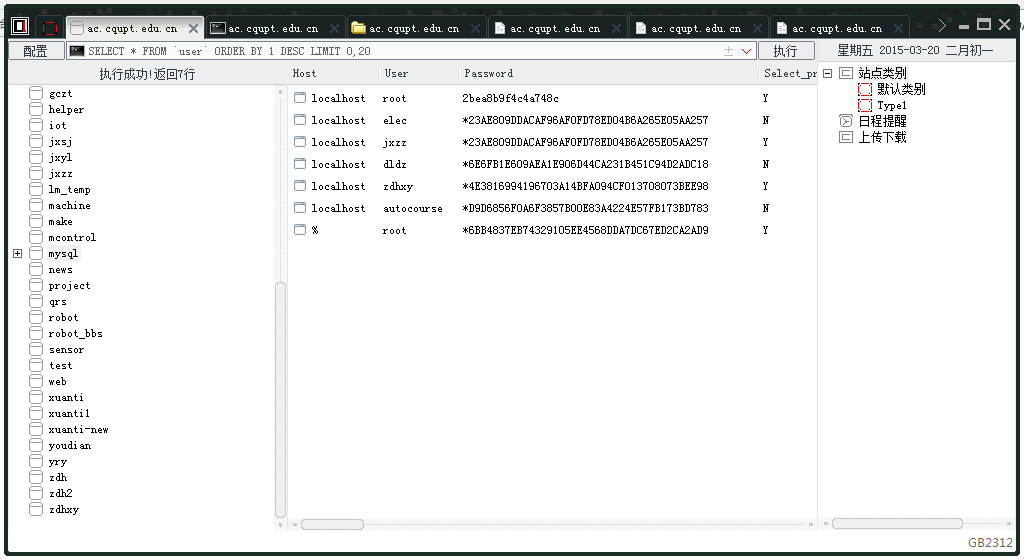 ac.cqupt.edu.cn ac.cqupt.edu.cn ac.cqupt.edu.cn ac.cqupt.edu.cn ac.cqupt.edu.cn ac.cqupt.edu.cn
配置 SELECT * FROM `user` ORDER BY 1 DESC LIMIT 0,20 执行 星期五 2015-03-20 二月初一
执行成功!返回7行
gczt
helper
iot
jxsj
jxyl
jxzz
lm_temp
machine
make
mcontrol
mysql
news
project
qrs
robot
robot_bbs
sensor
test
web
xuanti
xuanti1
xuanti-new
youdian
yry
zdh
zdh2
zdhxy
Host User Password Select_pr
localhost root 2bea8b9f4c4a748c Y
localhost elec *23AE809DDACAF96AF0FD78ED04B6A265E05AA257 N
localhost jxzz *23AE809DDACAF96AF0FD78ED04B6A265E05AA257 Y
localhost dldz *6E6FB1E609AEA1E906D44CA231B451C94D2ADC18 N
localhost zdhxy *4E3816994196703A14BFA094CF013708073BEE98 Y
localhost autocourse *D9D6856F0A6F3857B00E83A4224E57FB173BD783 N
% root *6BB4837EB74329105EE4568DDA7DC67ED2CA2AD9 Y
站点类别
默认类别
Type1
日程提醒
上传下载
GB2312